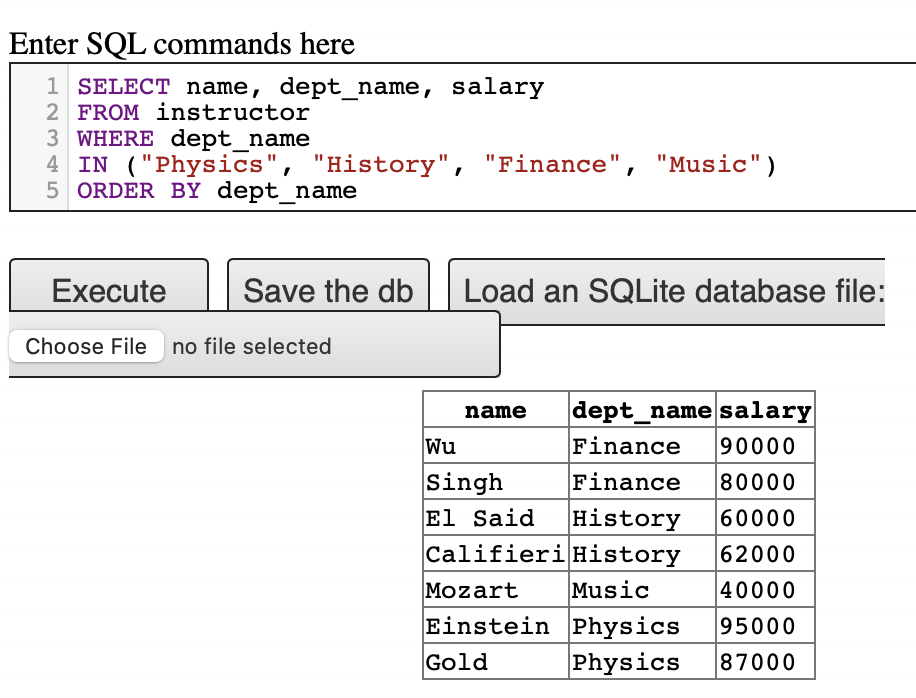 Enter SQL commands here
1 SELECT name, dept_name, salary
2 FROM instructor
3 WHERE dept_name
4 IN ("Physics", "History", "Finance", "Music")
5 ORDER BY dept_name
Execute Save the db Load an SQLite database file:
Choose File no file selected
name dept_name salary
Wu Finance 90000
Singh Finance 80000
El Said History 60000
Califieri History 62000
Mozart Music 40000
Einstein Physics 95000
Gold Physics 87000